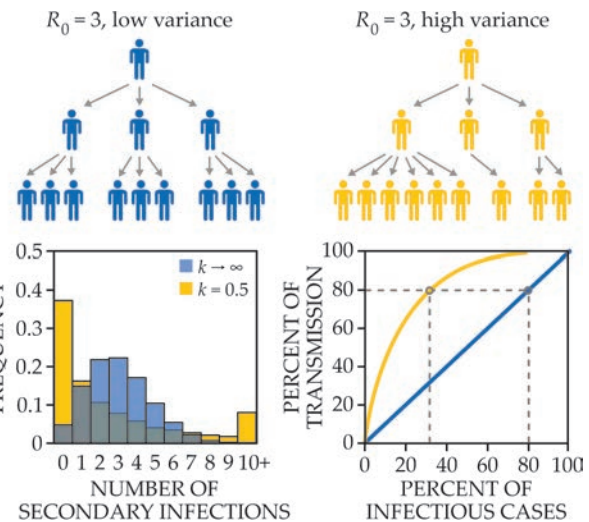 R₀ = 3, low variance
R₀ = 3, high variance
0.5
0.4
0.3
0.2
0.1
0
k → ∞
k = 0.5
0 1 2 3 4 5 6 7 8 9 10+
NUMBER OF
SECONDARY INFECTIONS
PERCENT OF
TRANSMISSION
100
80
60
40
20
0
0 20 40 60 80 100
PERCENT OF
INFECTIOUS CASES